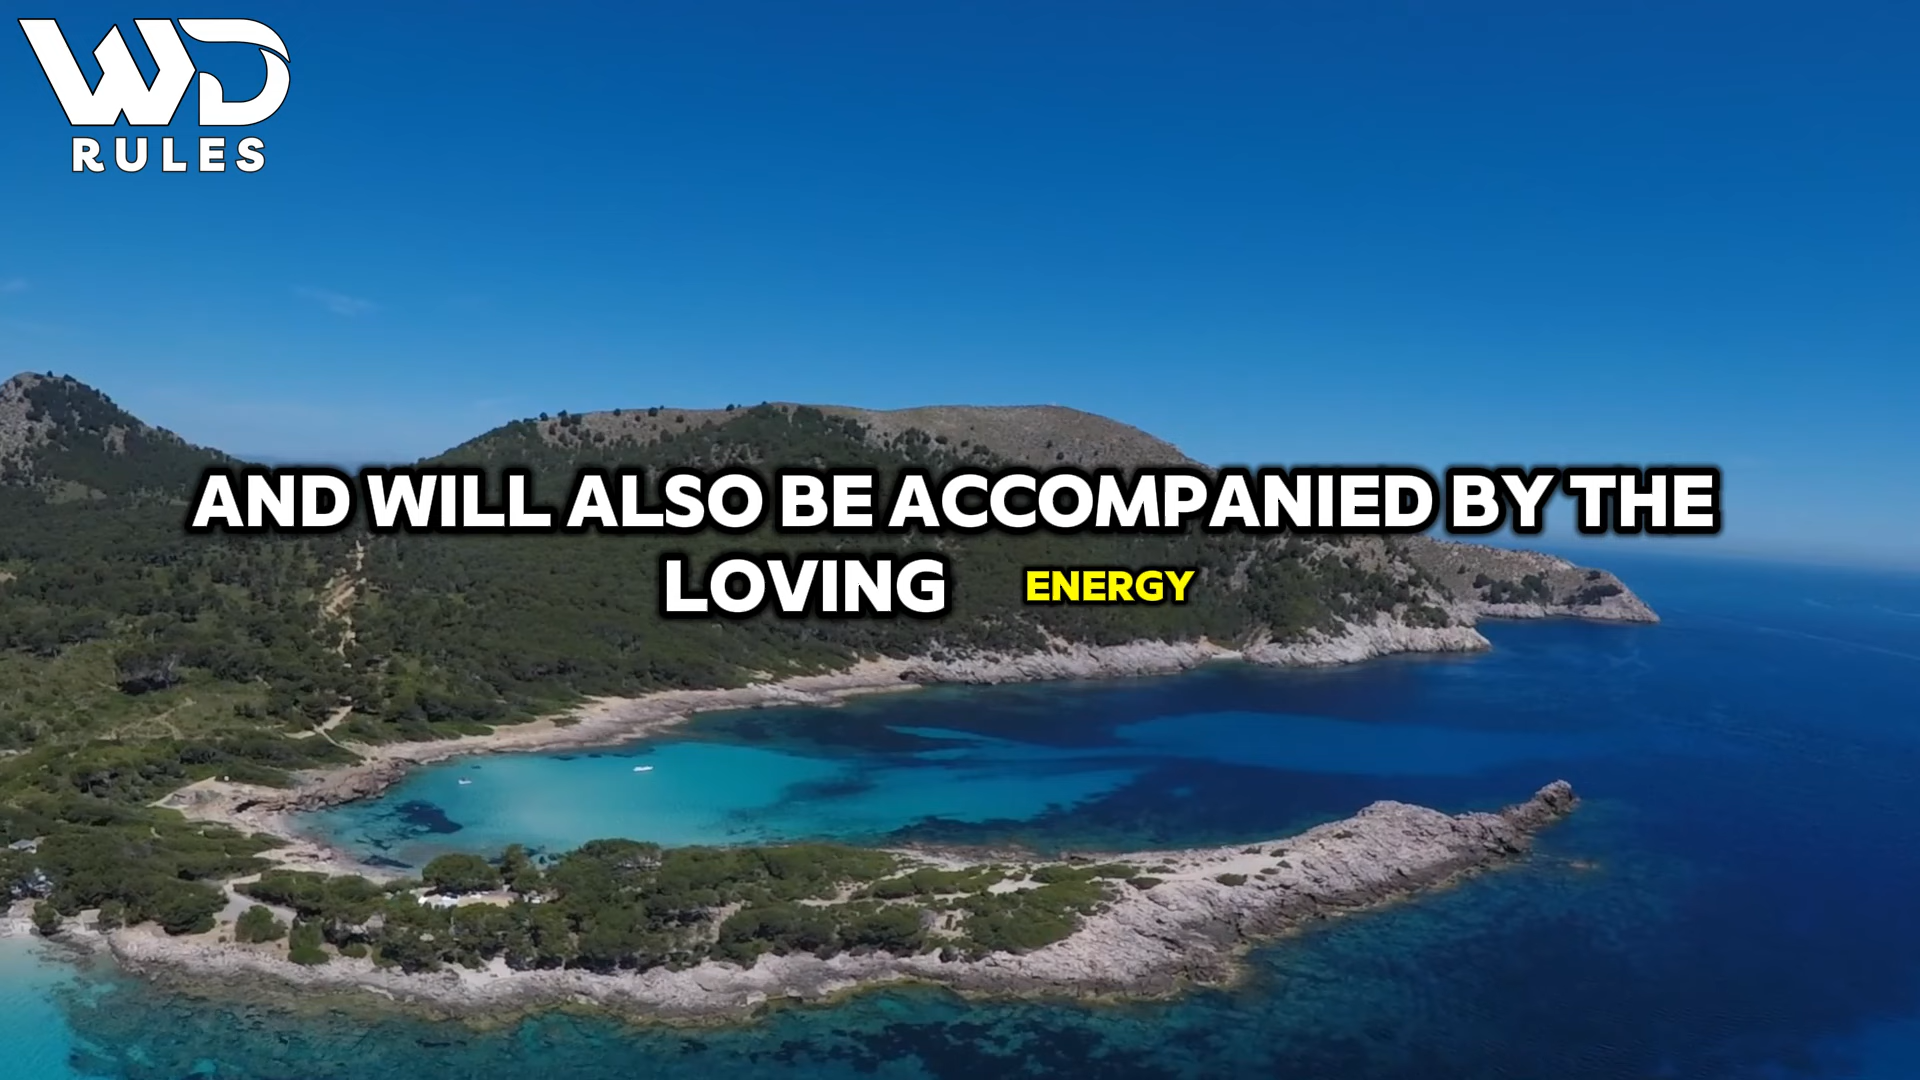 WD
RULES
AND WILL ALSO BE ACCOMPANIED BY THE
LOVING ENERGY